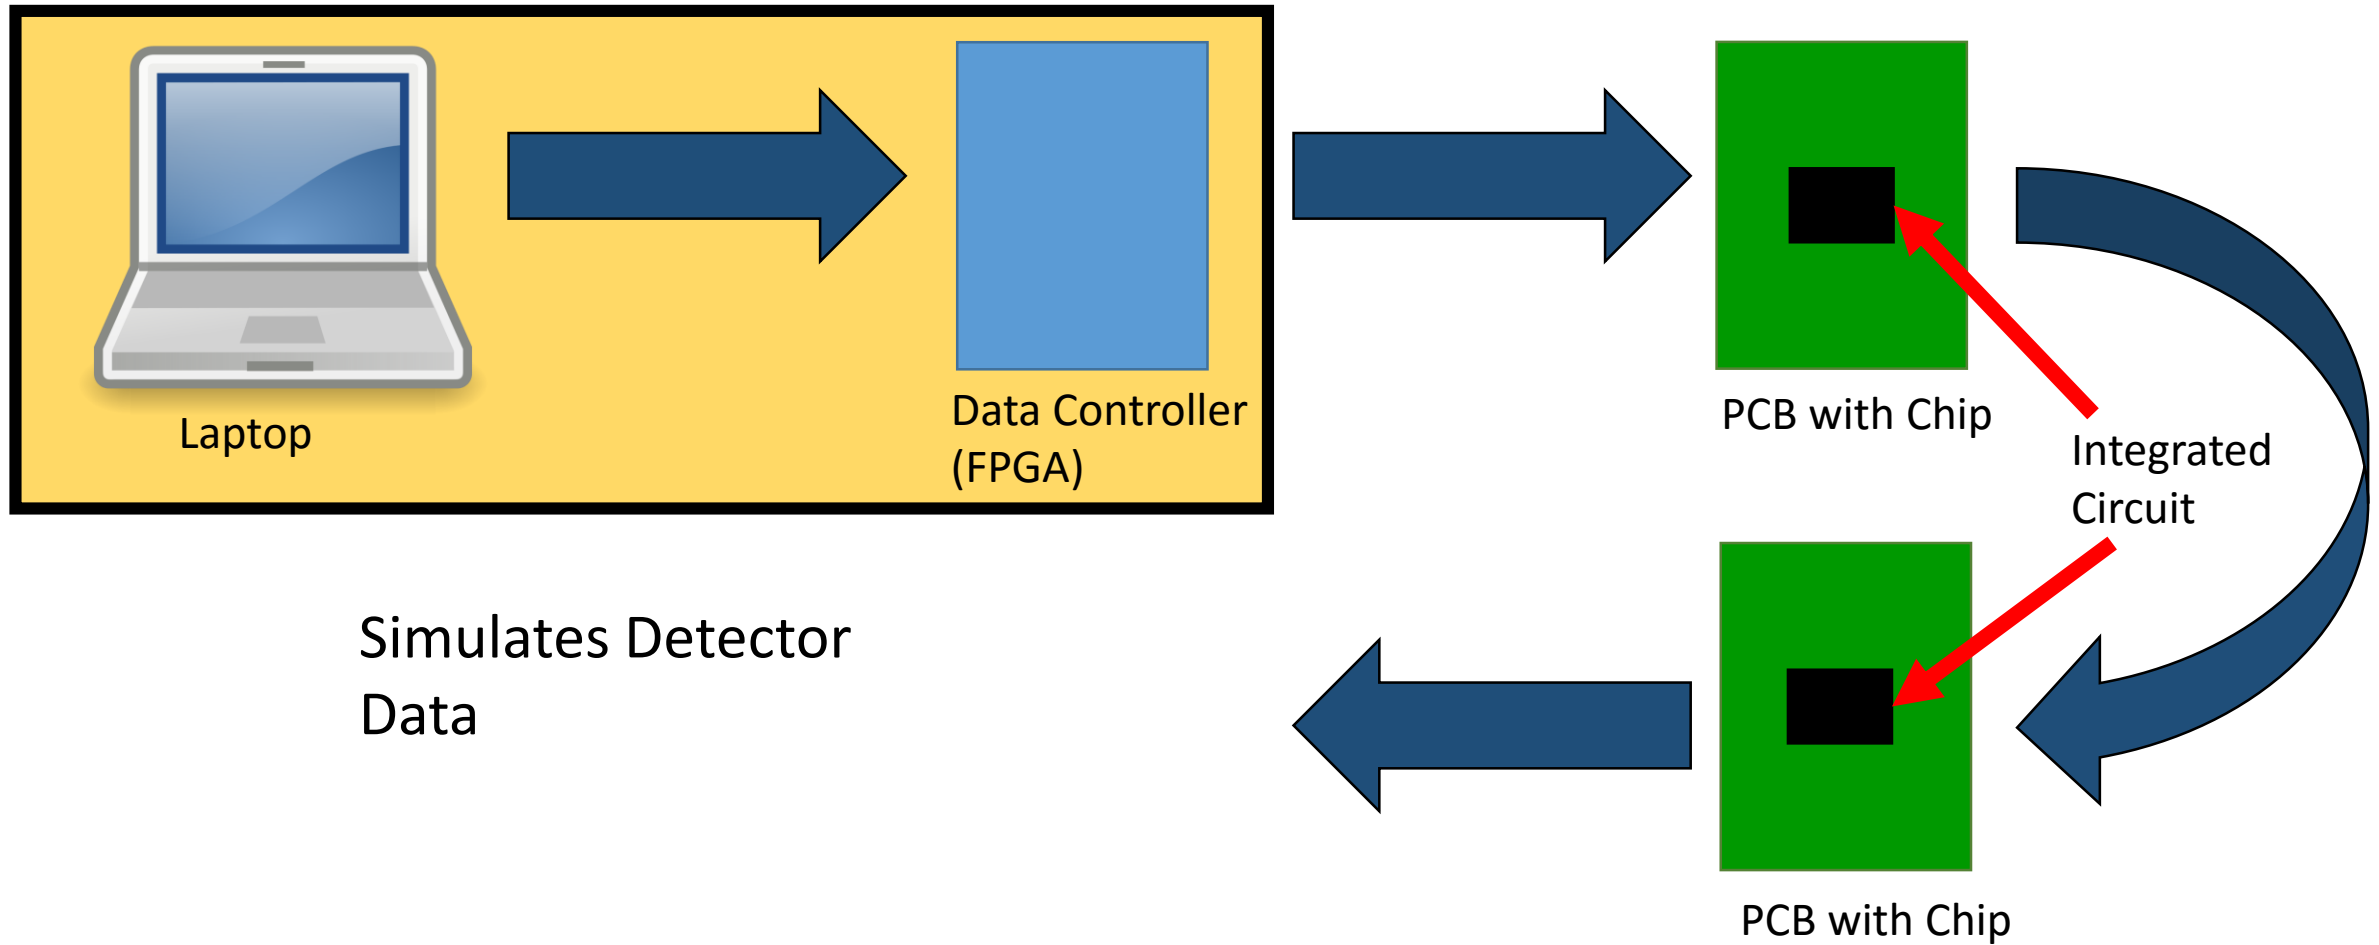 Laptop
Data Controller
(FPGA)
PCB with Chip
Integrated
Circuit
Simulates Detector
Data
PCB with Chip